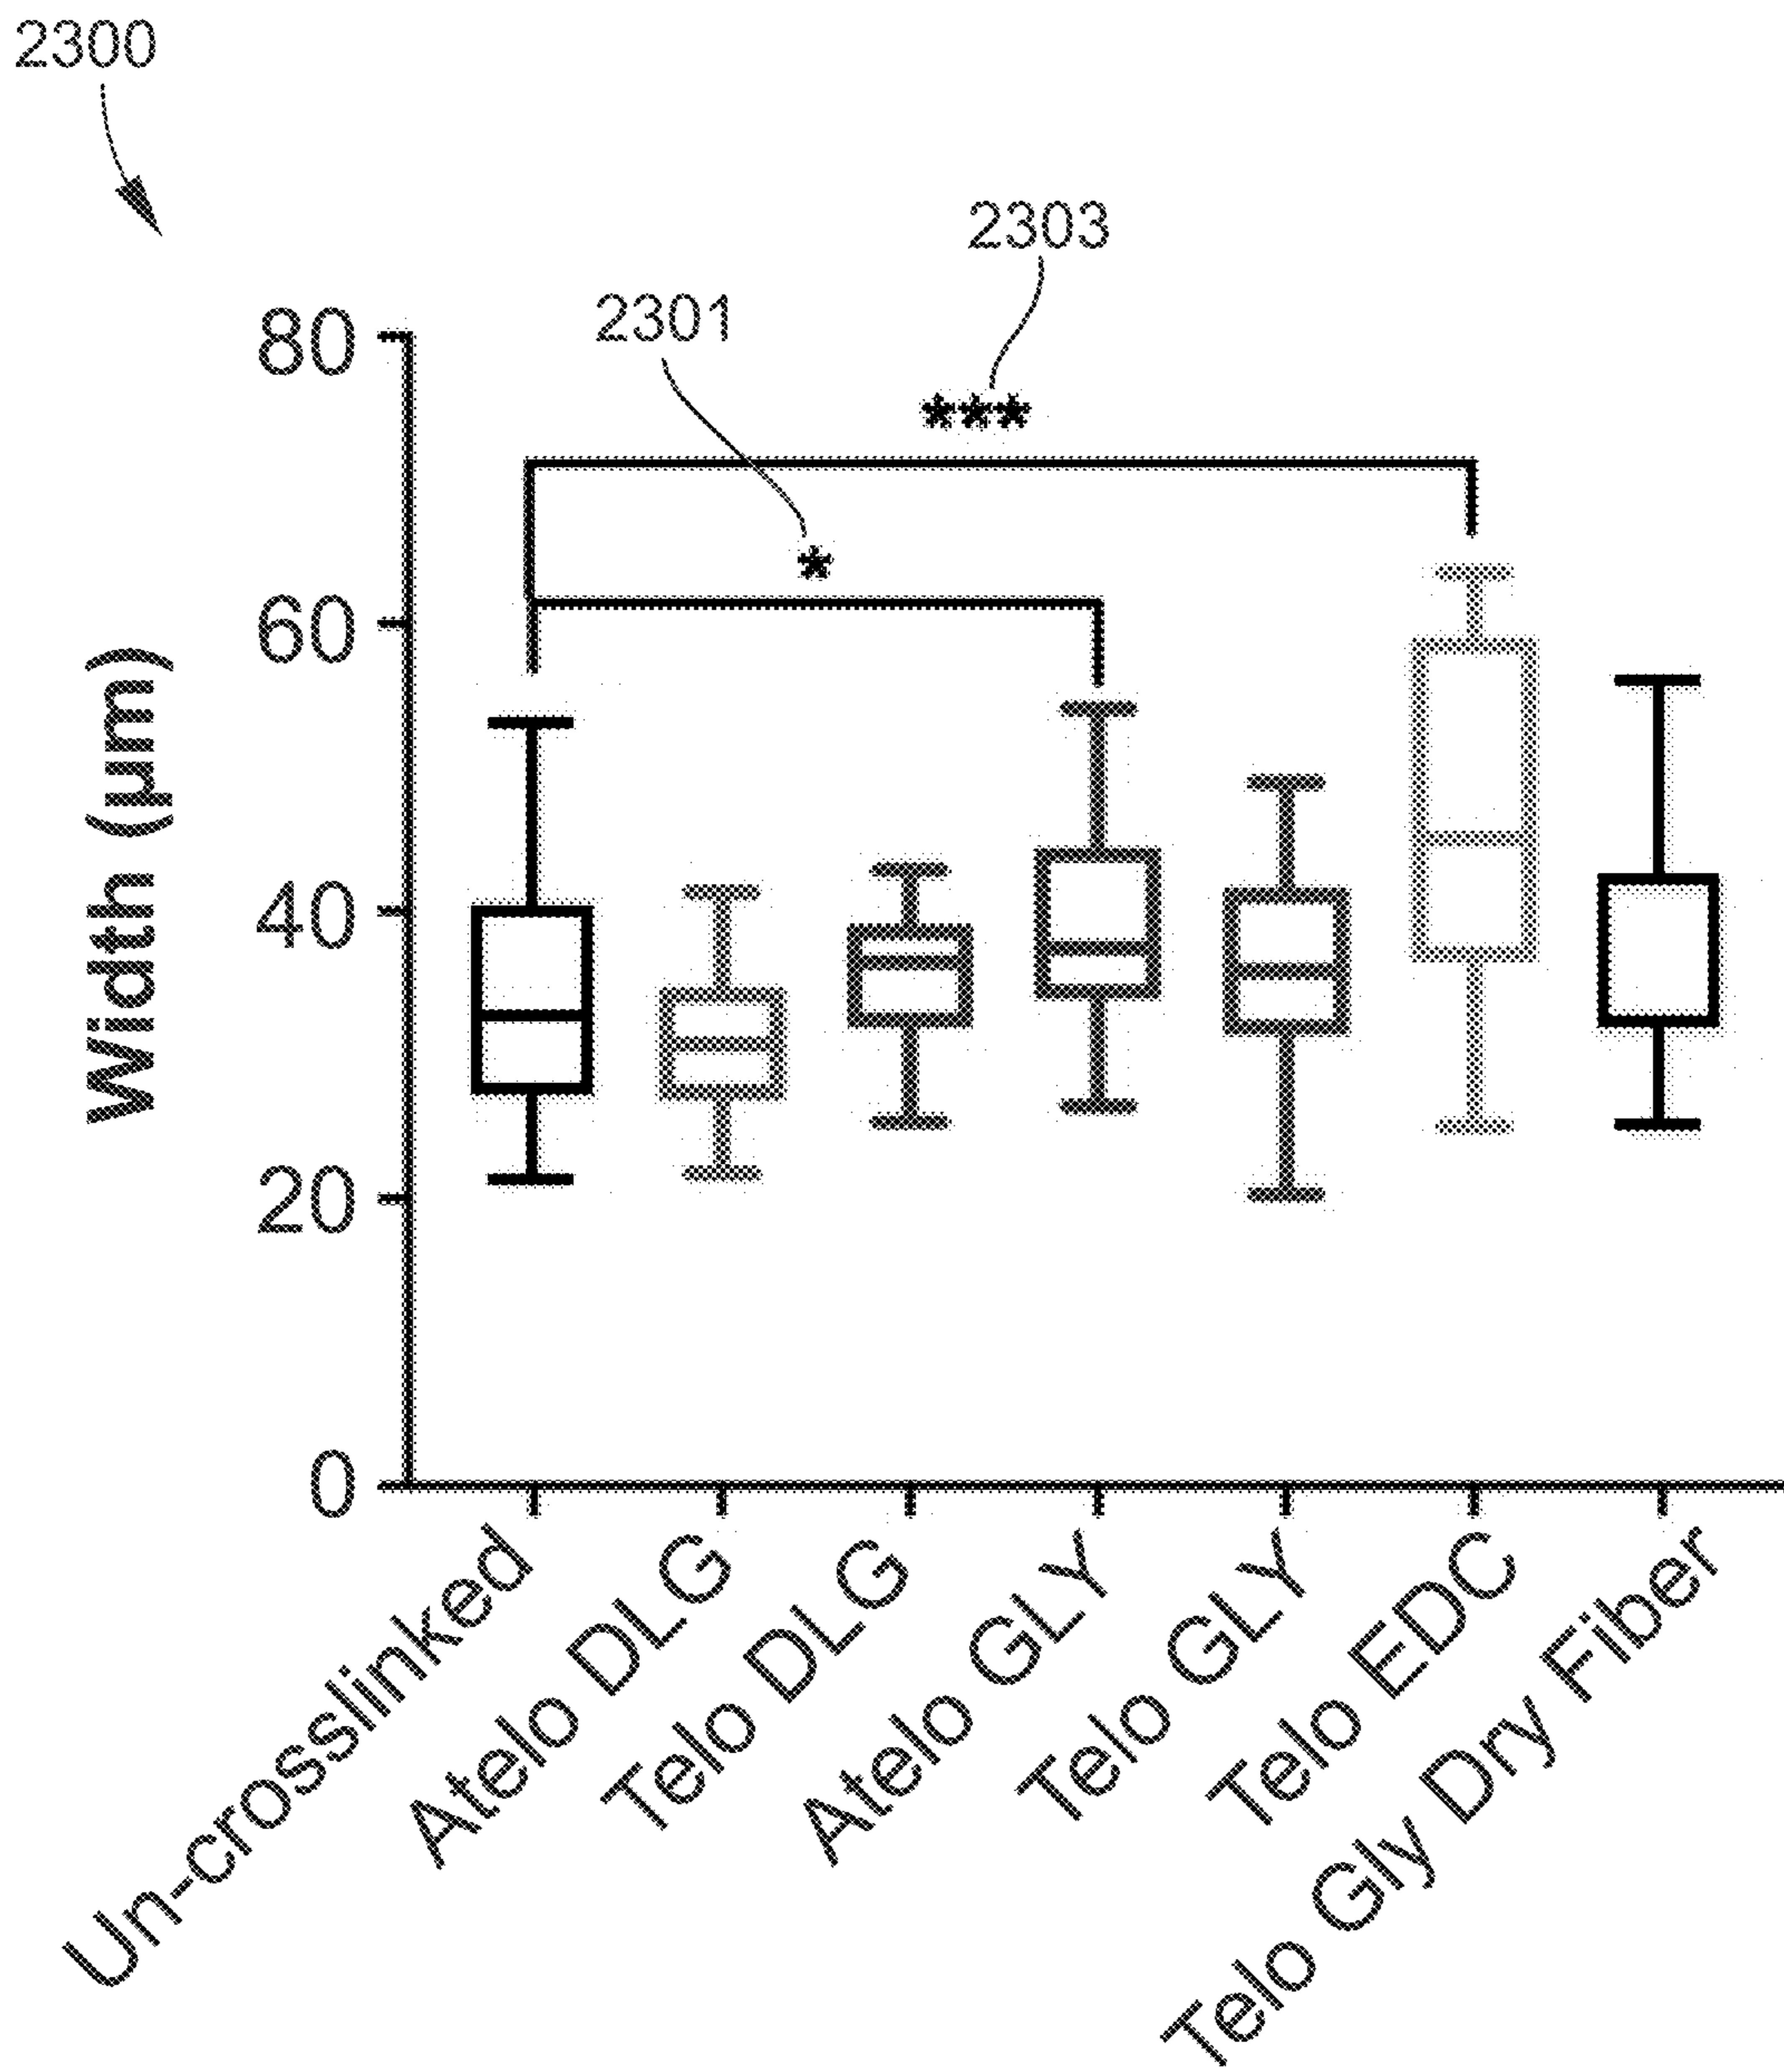 2300
2303
2301
***
*
Width (µm)
80
60
40
20
0
Un-crosslinked
Atelo DLG
Telo DLG
Atelo GLY
Telo GLY
Telo EDC
Telo Gly Dry Fiber